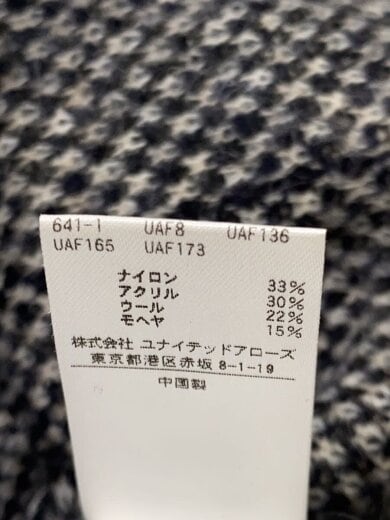 641-1 UAF8 UAF136
UAF165 UAF173
ナイロン 33%
アクリル 30%
ウール 22%
モヘヤ 15%
株式会社 ユナイテッドアローズ
東京都港区赤坂 8-1-19
中国製